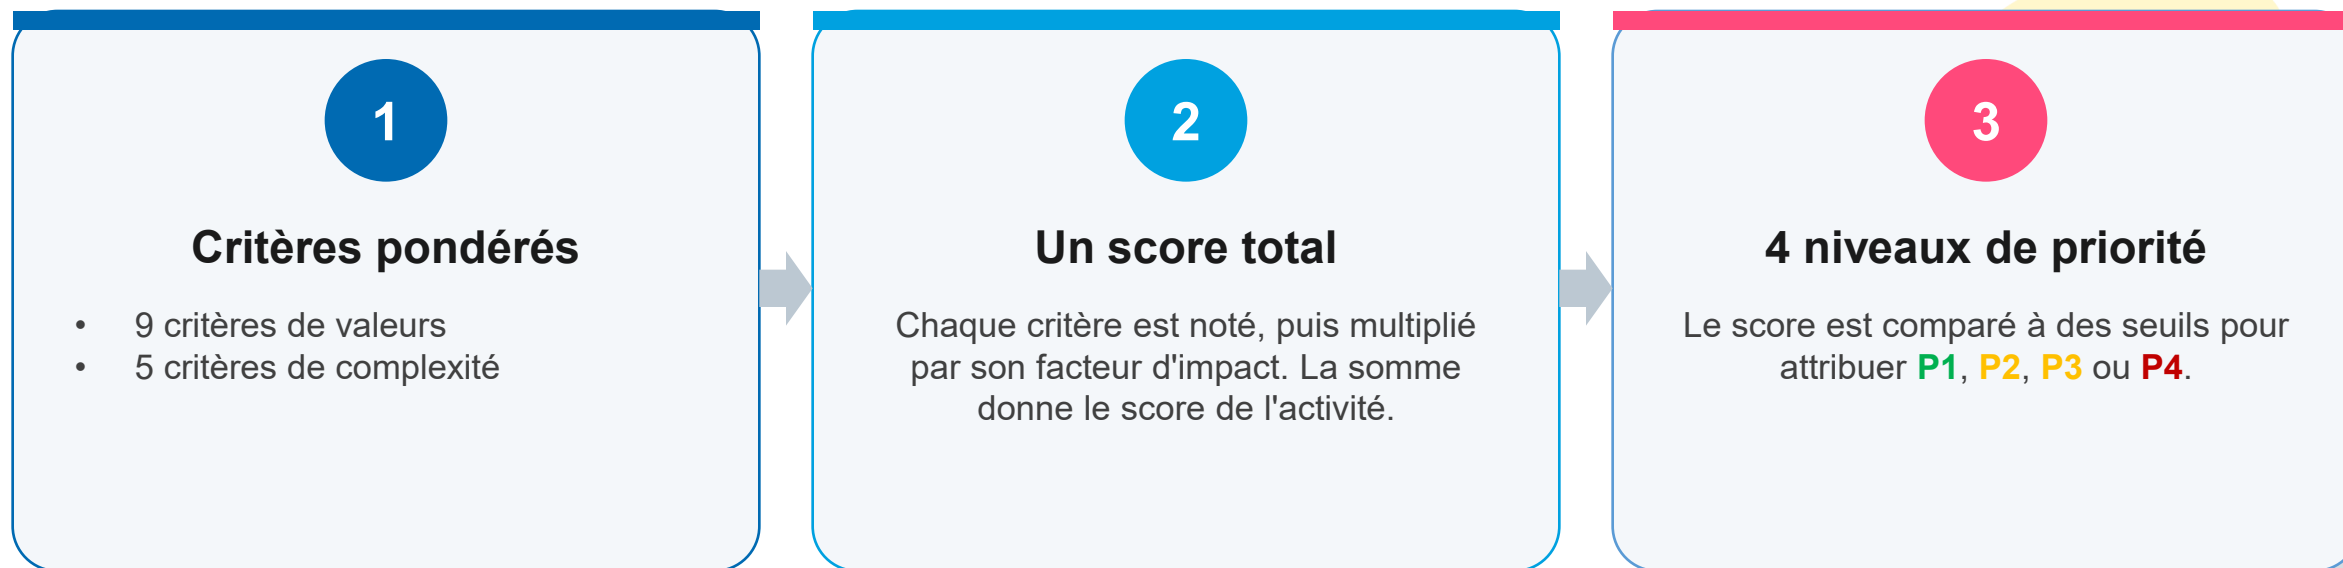 1
Critères pondérés
• 9 critères de valeurs
• 5 critères de complexité
2
Un score total
Chaque critère est noté, puis multiplié
par son facteur d'impact. La somme
donne le score de l'activité.
3
4 niveaux de priorité
Le score est comparé à des seuils pour
attribuer P1, P2, P3 ou P4.